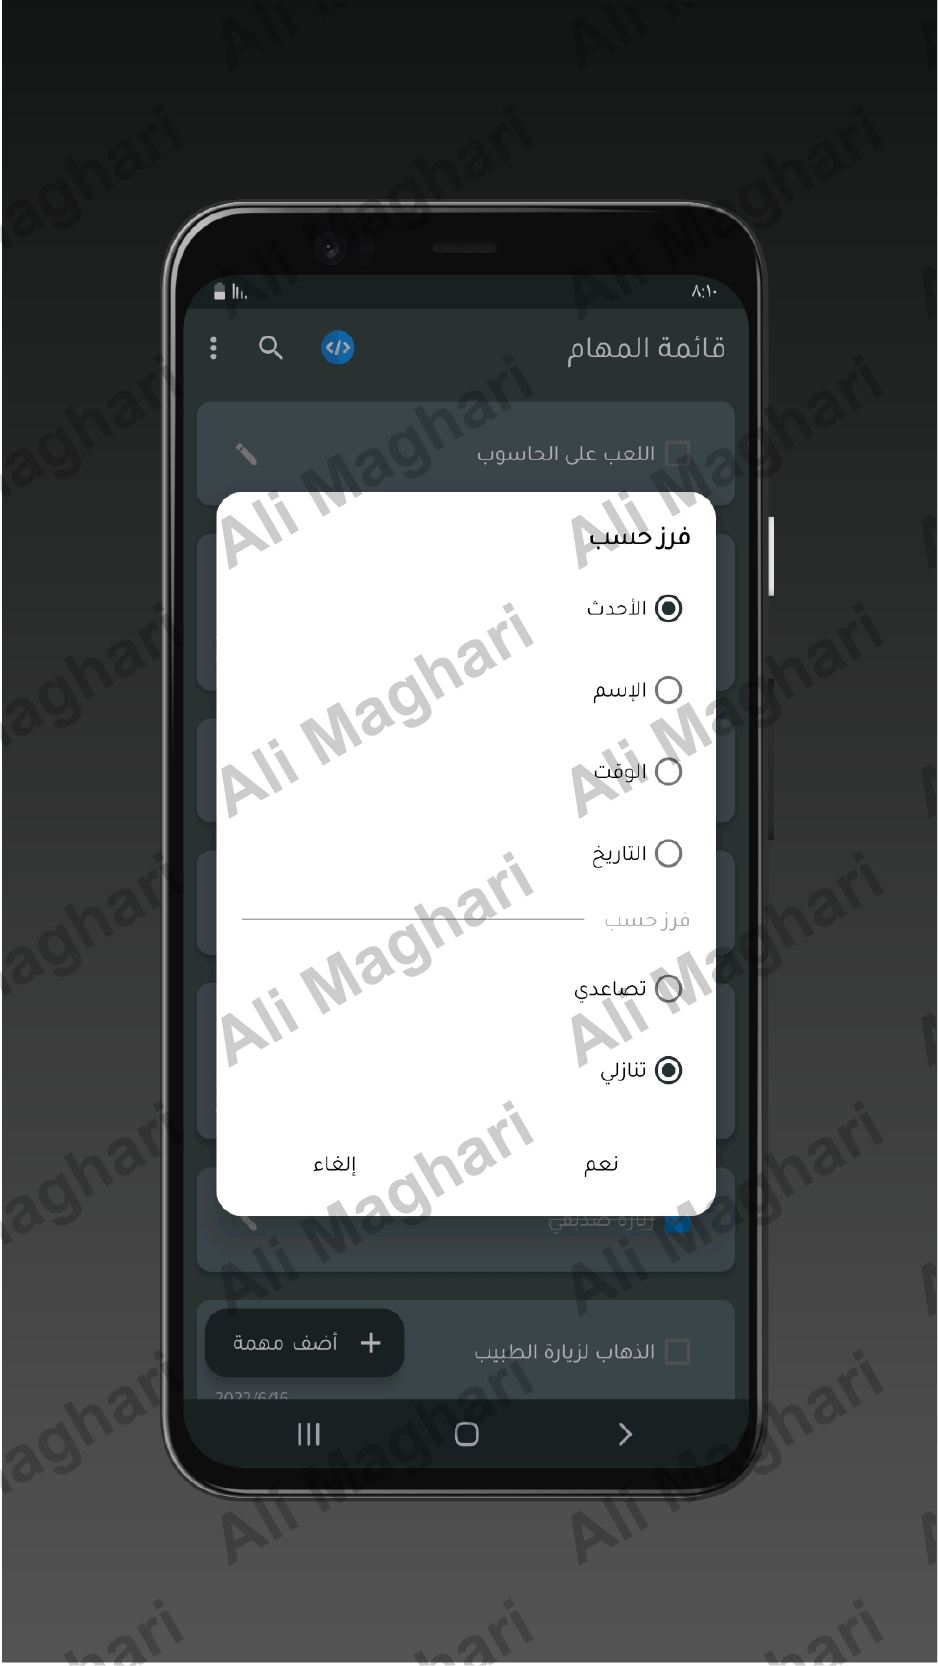 ٨:١٠
قائمة المهام
اللعب على الحاسوب
فرز حسب
الأحدث
الإسم
الوقت
التاريخ
فرز حسب
تصاعدي
تنازلي
نعم
إلغاء
زيارة صديقي
الذهاب لزيارة الطبيب
أضف مهمة
2022/6/16
Ali Maghari